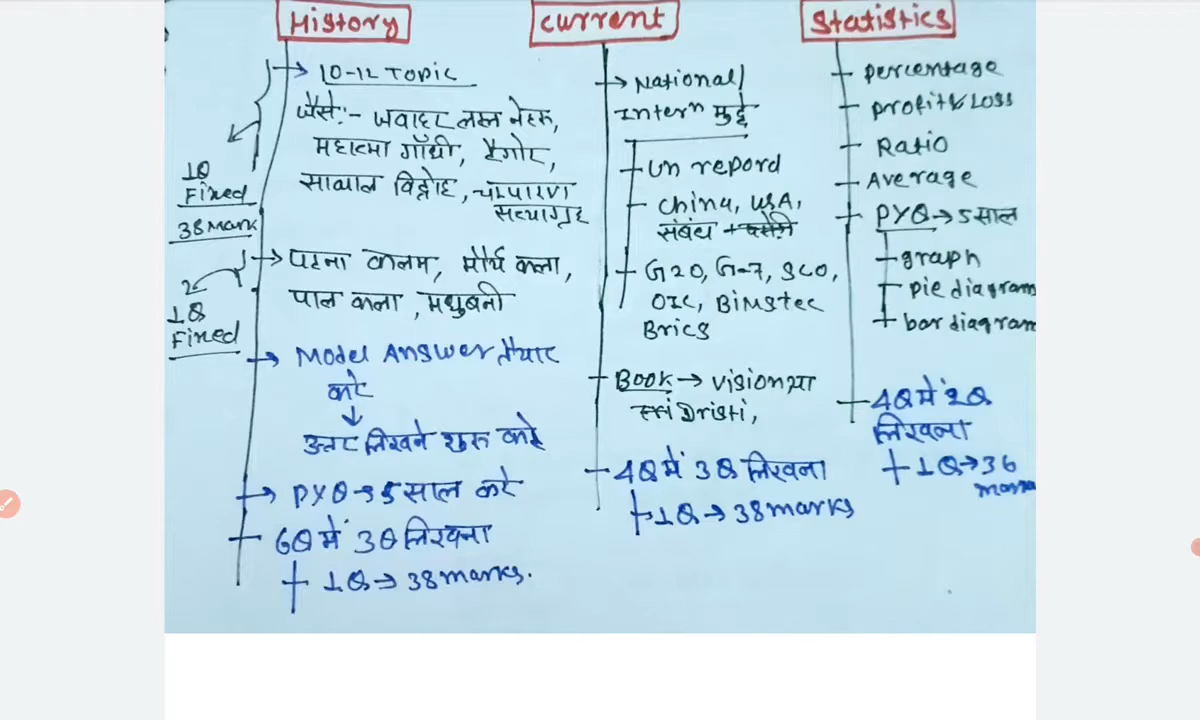 History
10-12 Topic
जैसे:- जवाहर लाल नेहरू,
महात्मा गाँधी, टैगोर,
सांथाल विद्रोह, चम्पारण
सत्याग्रह
1Q
Fixed
38 Mark
पटना कलम, मौर्य कला,
पाल कला, मधुबनी
1Q
Fixed
Model Answer तैयार
करे
उत्तर लिखने शुरू करे
PYQ → 5 साल करे
6Q में 3Q लिखना
1Q → 38 marks.
Current
National/
Intern मुद्दे
Un repord
China, USA,
संबंध +
G20, G-7, SCO,
OIC, Bimstec
Brics
Book → vision या
Dristi,
4Q में 3Q लिखना
1Q → 38 marks
Statistics
percentage
profit & Loss
Ratio
Average
PYQ → 5 साल
graph
pie diagram
bar diagram
4Q में 2Q
लिखना
1Q → 36